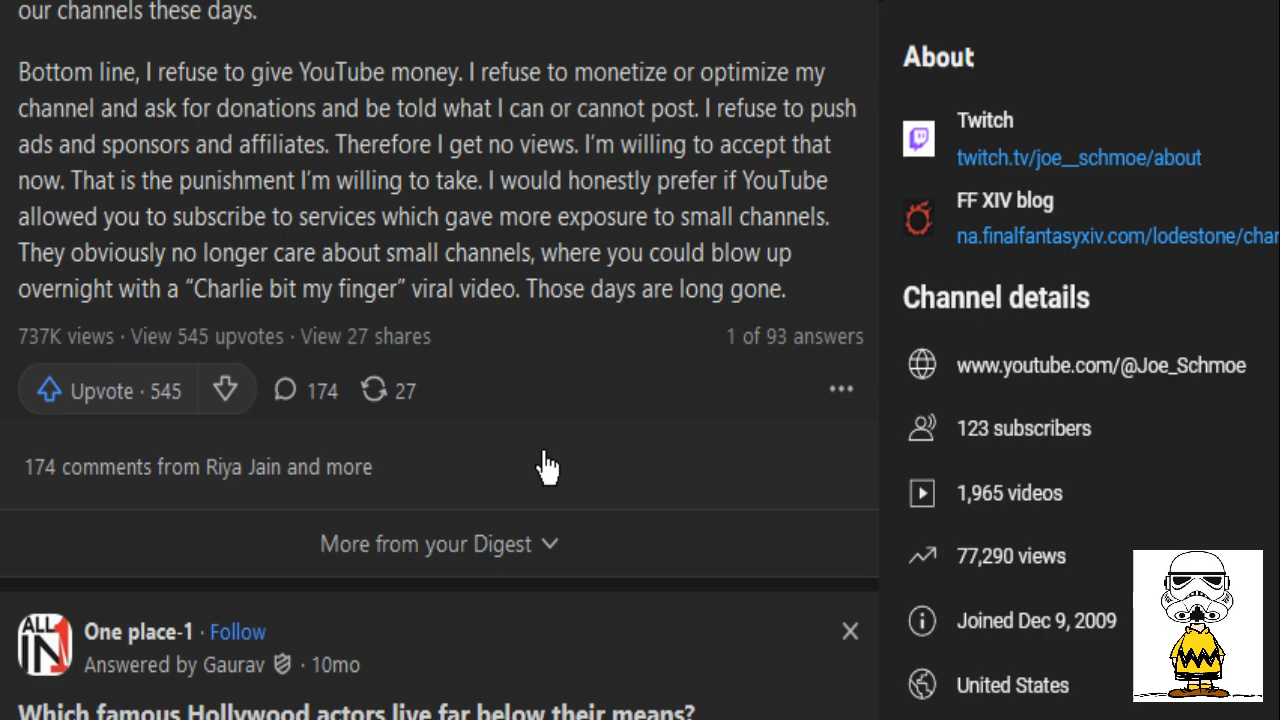 our channels these days.
Bottom line, I refuse to give YouTube money. I refuse to monetize or optimize my
channel and ask for donations and be told what I can or cannot post. I refuse to push
ads and sponsors and affiliates. Therefore I get no views. I'm willing to accept that
now. That is the punishment I'm willing to take. I would honestly prefer if YouTube
allowed you to subscribe to services which gave more exposure to small channels.
They obviously no longer care about small channels, where you could blow up
overnight with a “Charlie bit my finger” viral video. Those days are long gone.
737K views · View 545 upvotes · View 27 shares
1 of 93 answers
Upvote · 545
174
27
174 comments from Riya Jain and more
More from your Digest
ALL
IN
1
One place-1 · Follow
Answered by Gaurav · 10mo
Which famous Hollywood actors live far below their means?
About
Twitch
twitch.tv/joe__schmoe/about
FF XIV blog
na.finalfantasyxiv.com/lodestone/char
Channel details
www.youtube.com/@Joe_Schmoe
123 subscribers
1,965 videos
77,290 views
Joined Dec 9, 2009
United States